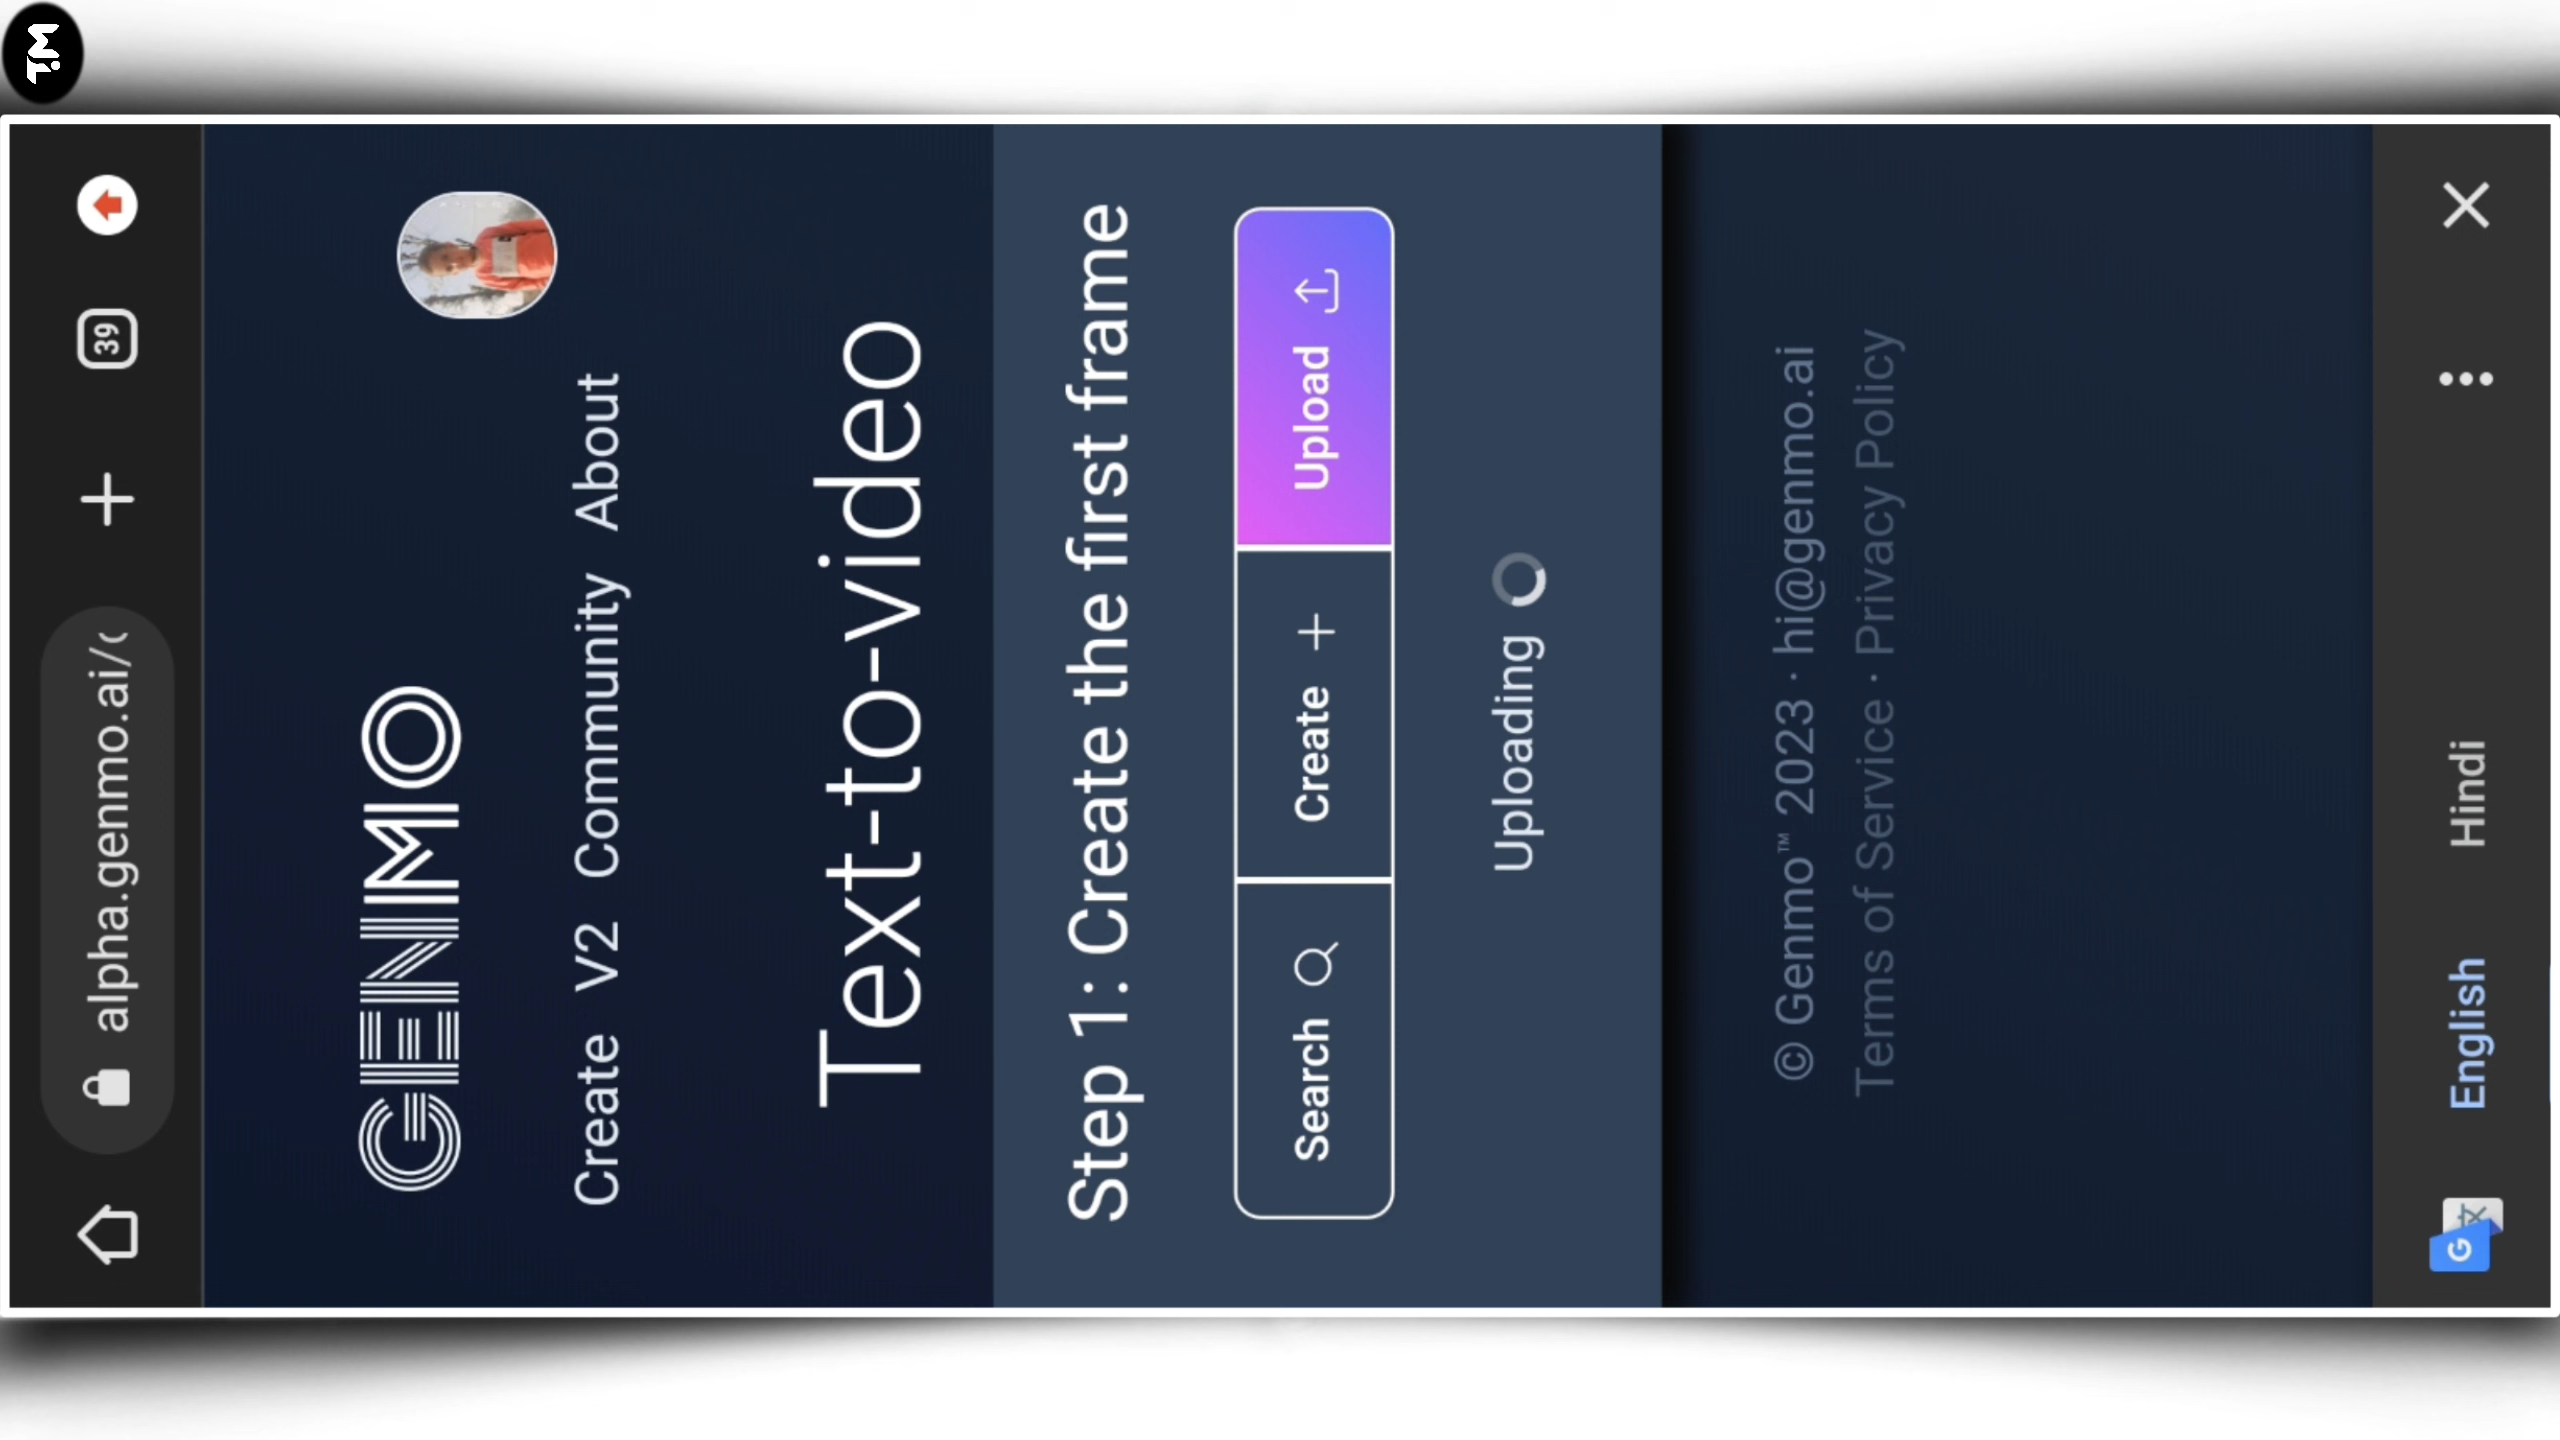 alpha.genmo.ai/c
39
GENMO
Create V2 Community About
Text-to-video
Step 1: Create the first frame
Search Create Upload
Uploading
© Genmo™ 2023 · hi@genmo.ai
Terms of Service · Privacy Policy
English Hindi